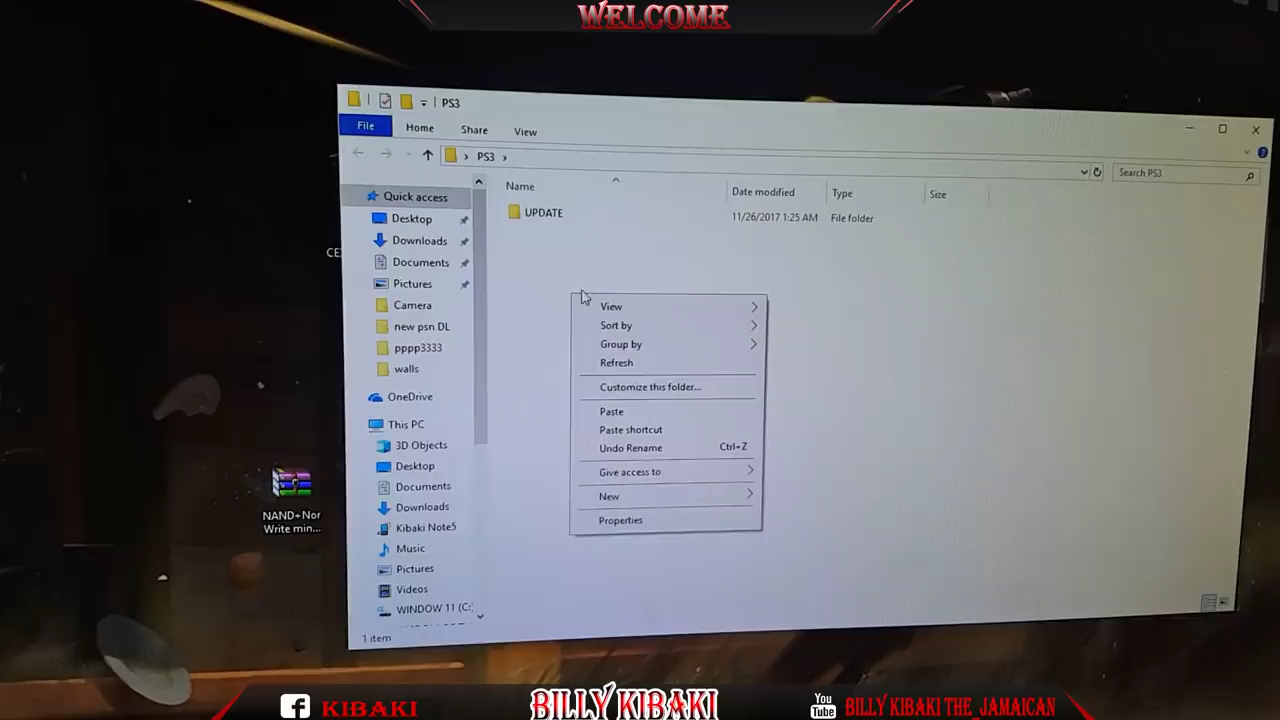 WELCOME
PS3
File Home Share View
PS3
Search PS3
Name Date modified Type Size
UPDATE 11/26/2017 1:25 AM File folder
Quick access
Desktop
Downloads
Documents
Pictures
Camera
new psn DL
pppp3333
walls
OneDrive
This PC
3D Objects
Desktop
Documents
Downloads
Kibaki Note5
Music
Pictures
Videos
WINDOW 11 (C:
1 item
View
Sort by
Group by
Refresh
Customize this folder...
Paste
Paste shortcut
Undo Rename Ctrl+Z
Give access to
New
Properties
CE
NAND+Nor
Write min...
KIBAKI
BILLY KIBAKI
You
Tube
BILLY KIBAKI THE_JAMAICAN